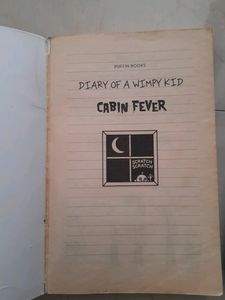 PUFFIN BOOKS
DIARY OF A WIMPY KID
CABIN FEVER
SCRATCH
SCRATCH